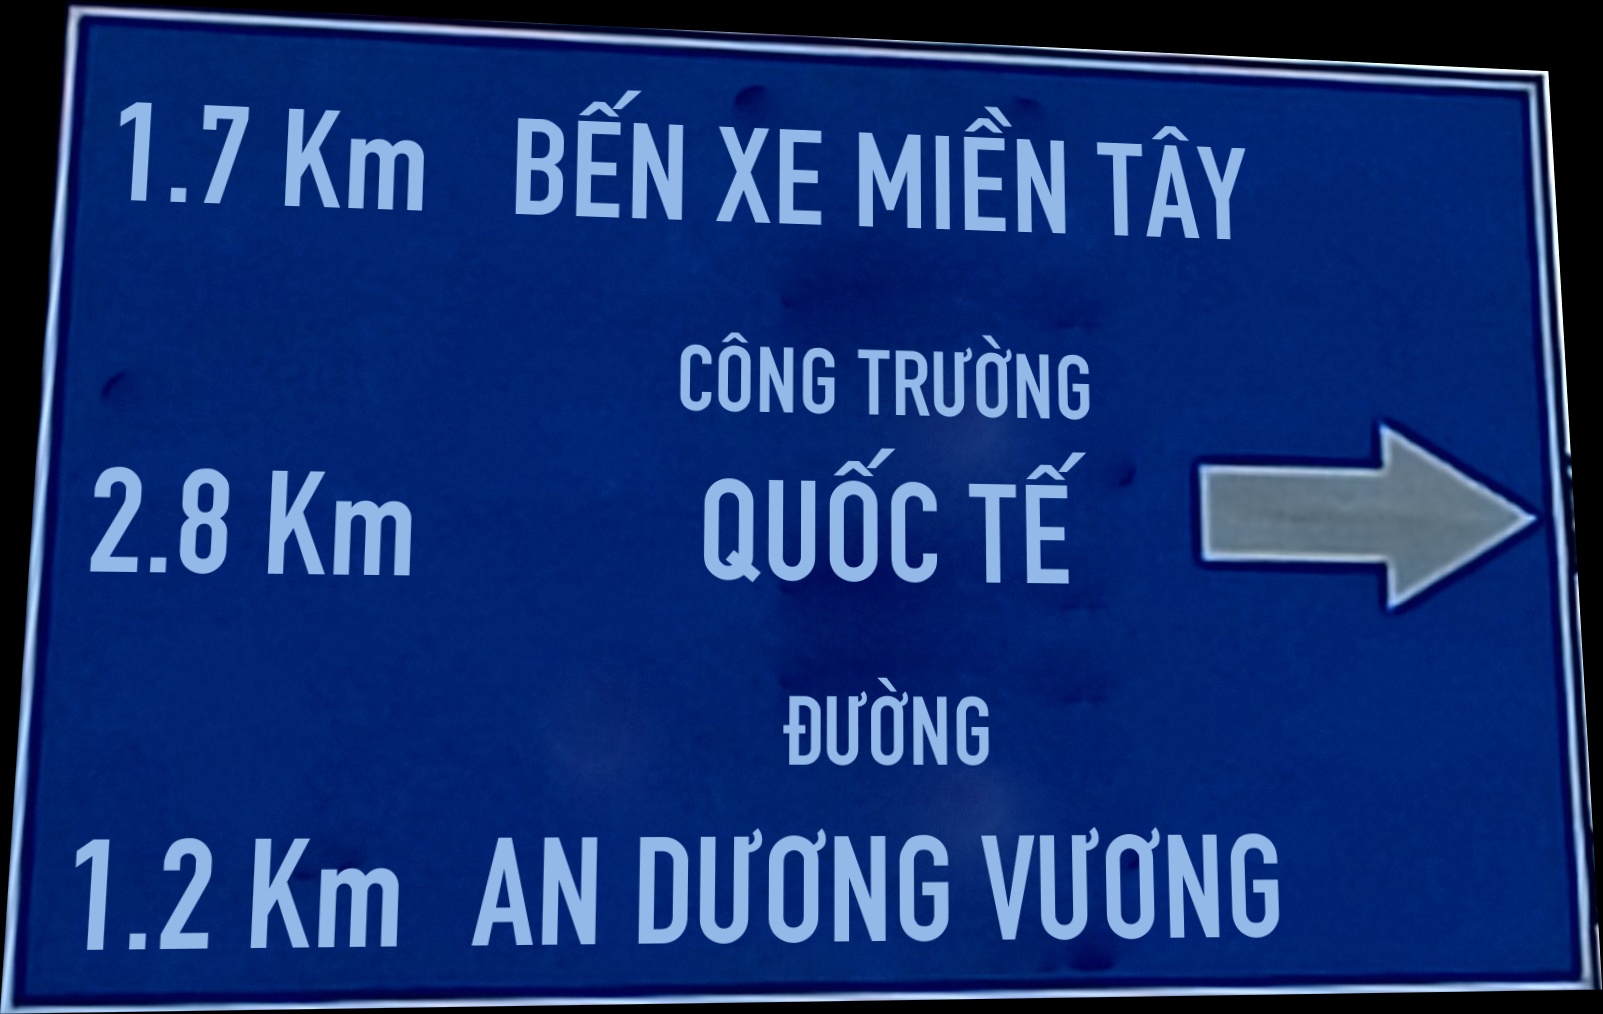 1.7 Km BẾN XE MIỀN TÂY
CÔNG TRƯỜNG
2.8 Km QUỐC TẾ
ĐƯỜNG
1.2 Km AN DƯƠNG VƯƠNG